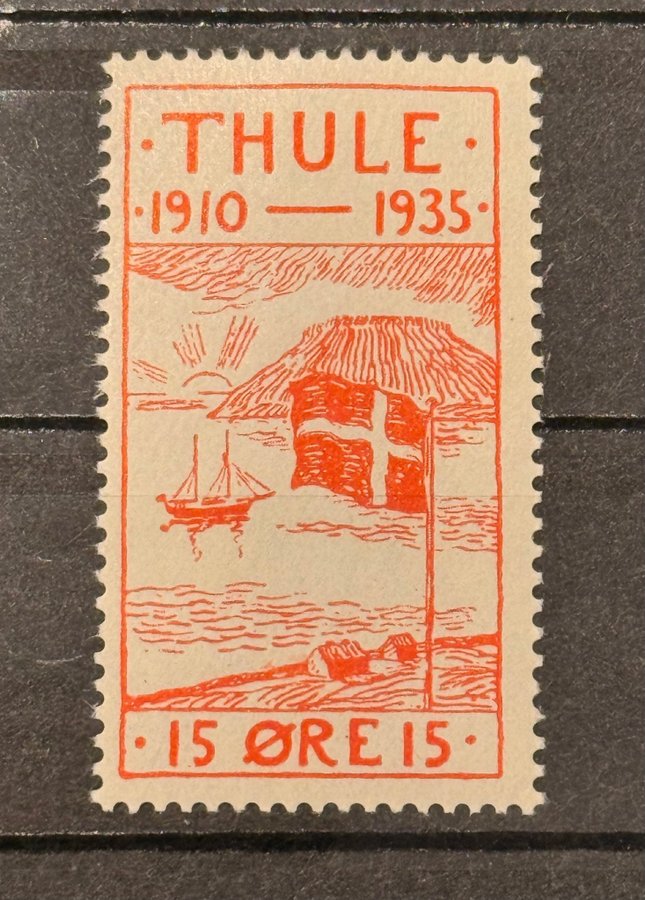 · THULE ·
· 1910 — 1935 ·
· 15 ØRE 15 ·